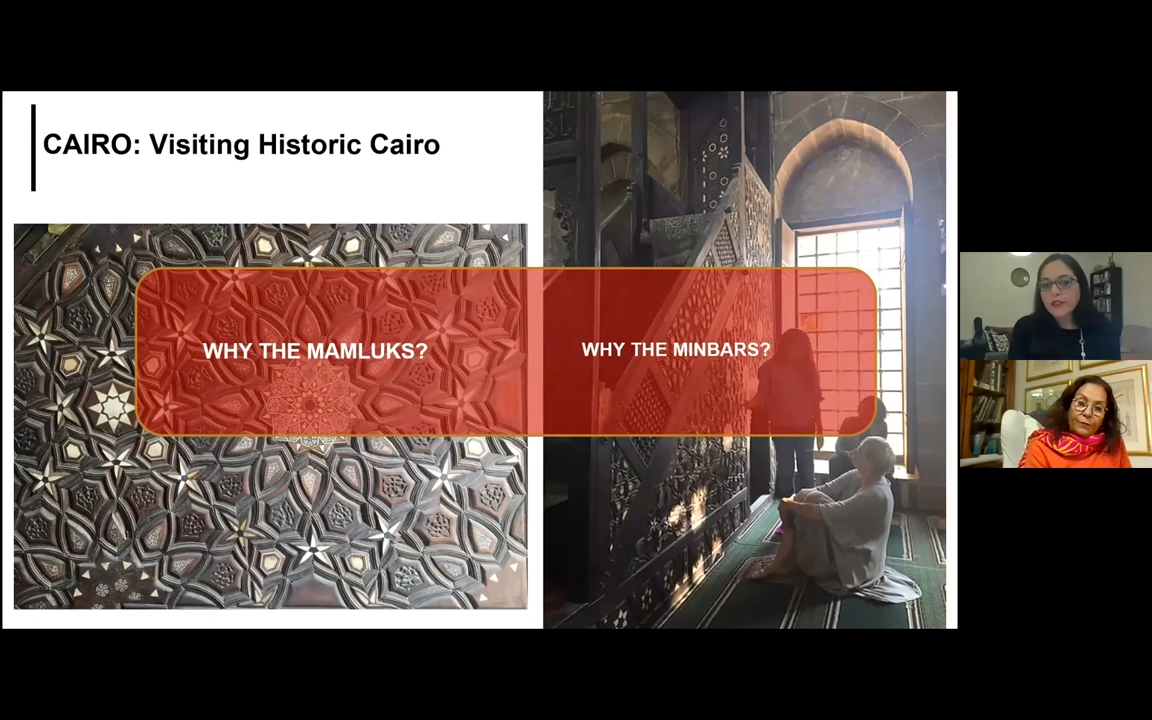 CAIRO: Visiting Historic Cairo
WHY THE MAMLUKS?
WHY THE MINBARS?